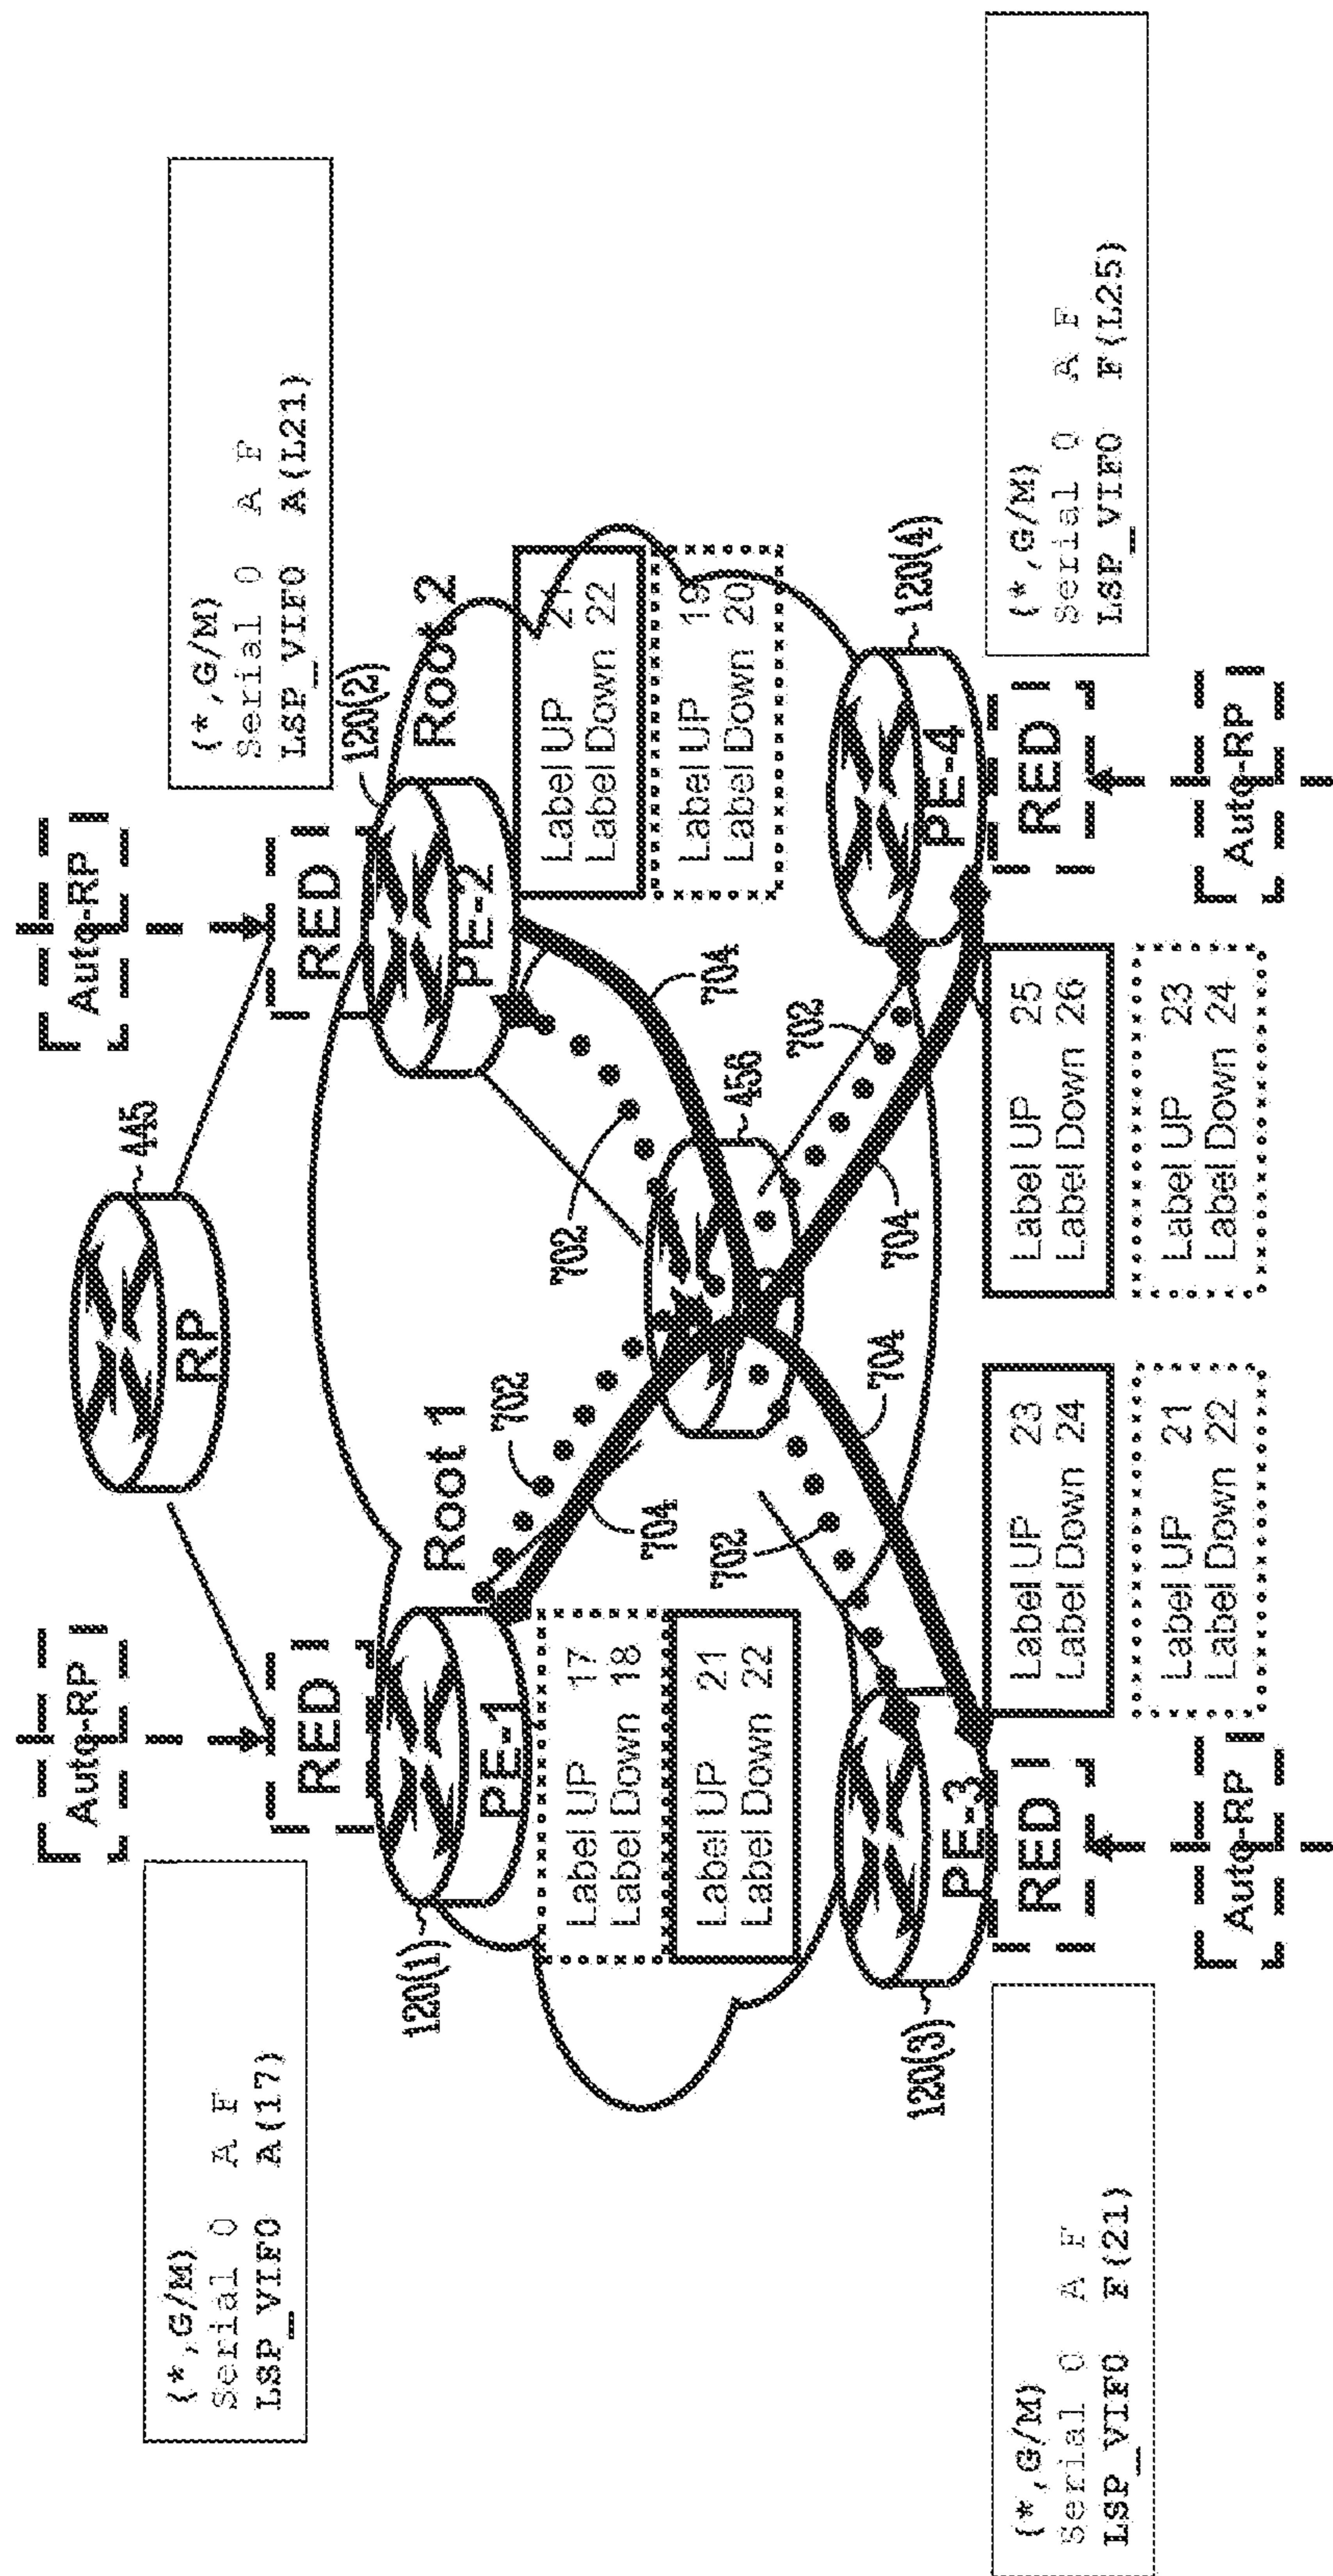 Auto-RP
445
Auto-RP
RP
{*,G/M}
Serial 0 A F
LSP_VIF0 A(17)
RED
RED
{*,G/M}
Serial 0 A F
LSP_VIF0 A(L21)
120(1)
PE-1
Root 1
PE-2
120(2)
Root 2
702
704
702
704
Label UP 17
Label Down 18
Label UP 21
Label Down 22
Label UP 21
Label Down 22
Label UP 19
Label Down 20
456
702
702
704
704
120(3)
PE-3
RED
PE-4
RED
120(4)
{*,G/M}
Serial 0 A F
LSP_VIF0 F(21)
Label UP 23
Label Down 24
Label UP 21
Label Down 22
Label UP 25
Label Down 26
Label UP 23
Label Down 24
{*,G/M}
Serial 0 A F
LSP_VIF0 F(L25)
Auto-RP
Auto-RP